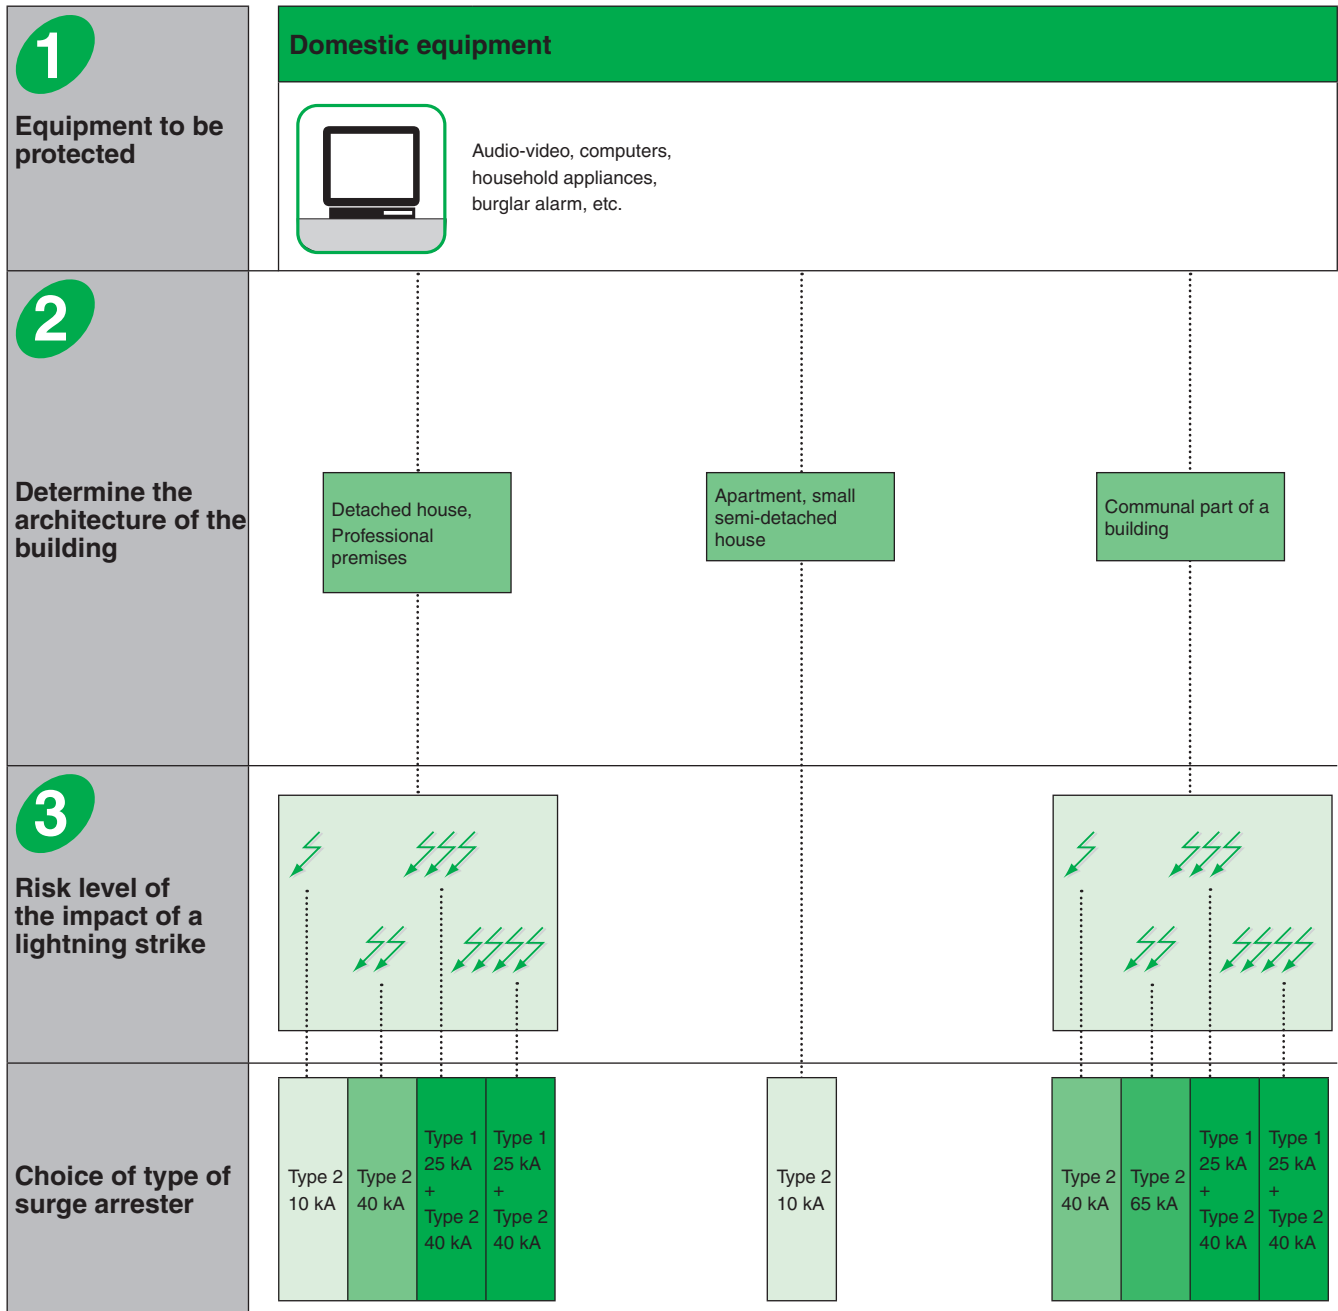 1
Equipment to be
protected
Domestic equipment
Audio-video, computers,
household appliances,
burglar alarm, etc.
2
Determine the
architecture of the
building
Detached house,
Professional
premises
Apartment, small
semi-detached
house
Communal part of a
building
3
Risk level of
the impact of a
lightning strike
Choice of type of
surge arrester
Type 2
10 kA
Type 2
40 kA
Type 1
25 kA
+
Type 2
40 kA
Type 1
25 kA
+
Type 2
40 kA
Type 2
10 kA
Type 2
40 kA
Type 2
65 kA
Type 1
25 kA
+
Type 2
40 kA
Type 1
25 kA
+
Type 2
40 kA